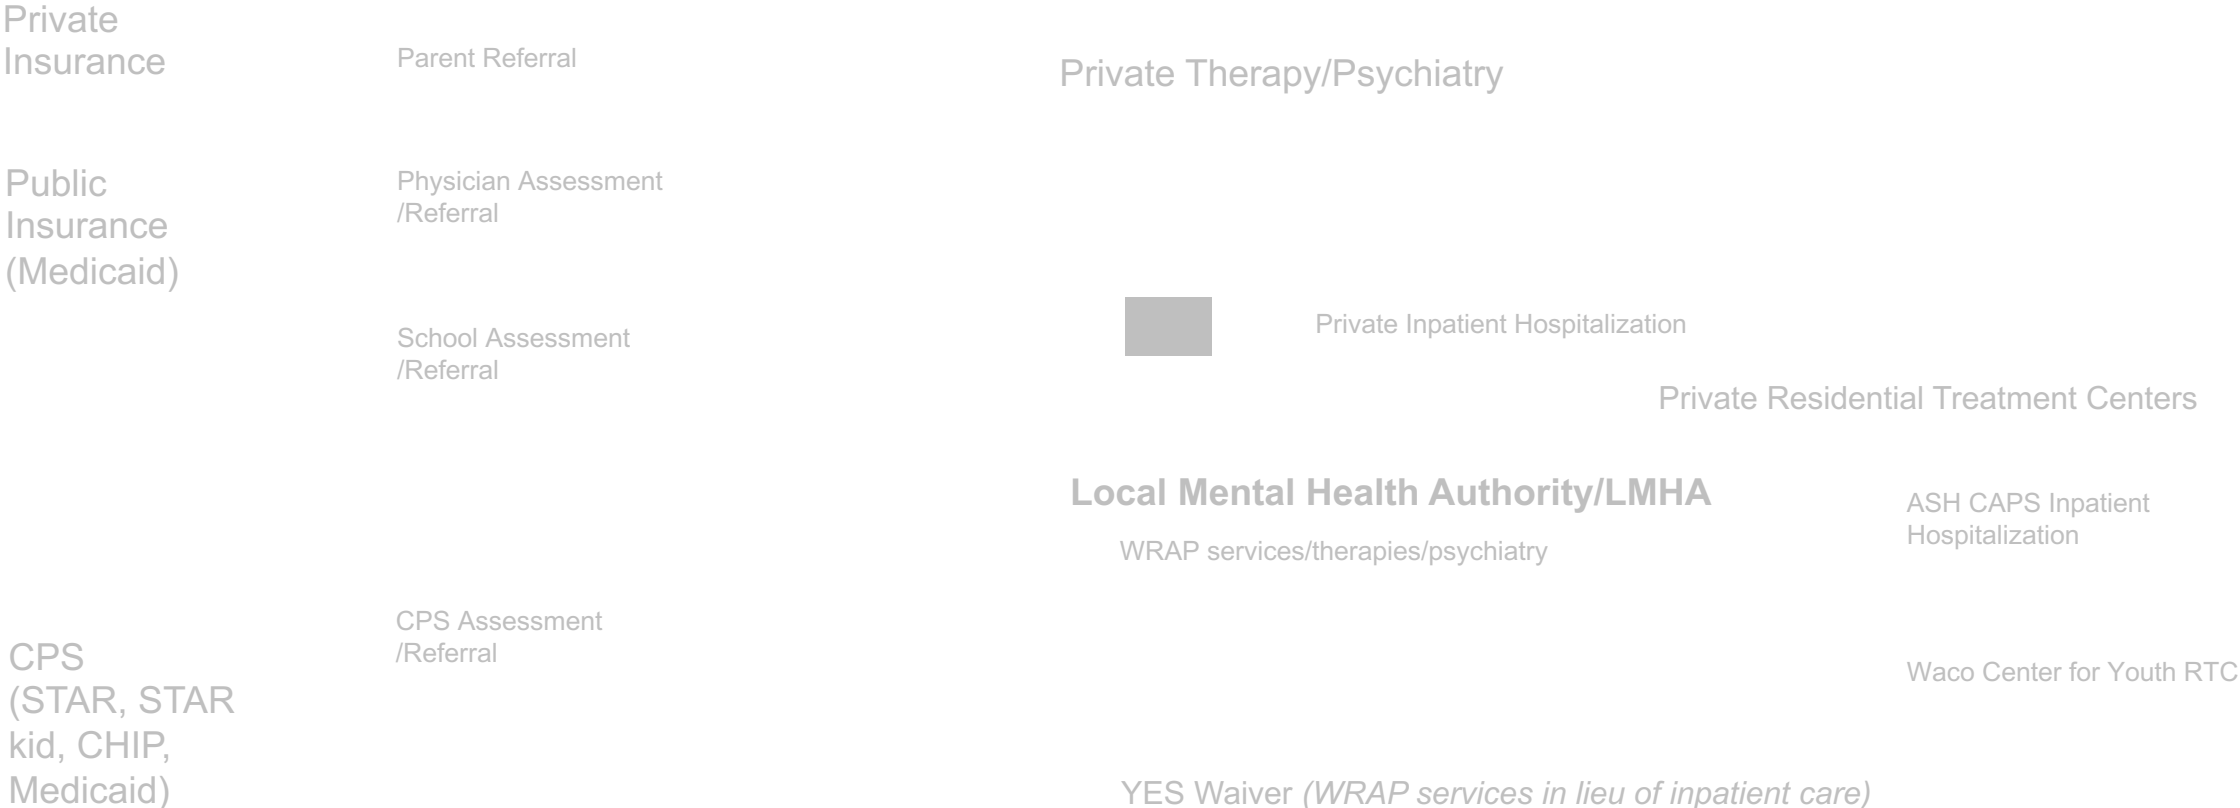 Private
Insurance
Parent Referral
Private Therapy/Psychiatry
Public
Insurance
(Medicaid)
Physician Assessment
/Referral
School Assessment
/Referral
Private Inpatient Hospitalization
Private Residential Treatment Centers
Local Mental Health Authority/LMHA
WRAP services/therapies/psychiatry
ASH CAPS Inpatient
Hospitalization
CPS Assessment
/Referral
CPS
(STAR, STAR
kid, CHIP,
Medicaid)
Waco Center for Youth RTC
YES Waiver (WRAP services in lieu of inpatient care)